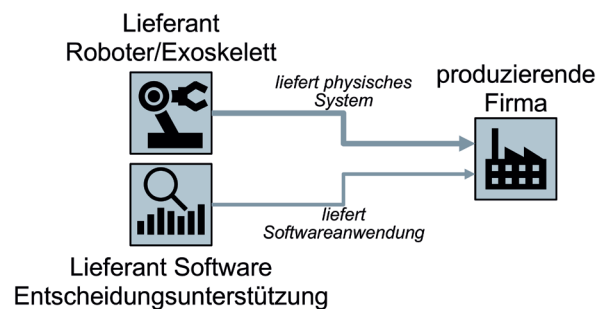 Lieferant
Roboter/Exoskelett
liefert physisches
System
produzierende
Firma
liefert
Softwareanwendung
Lieferant Software
Entscheidungsunterstützung